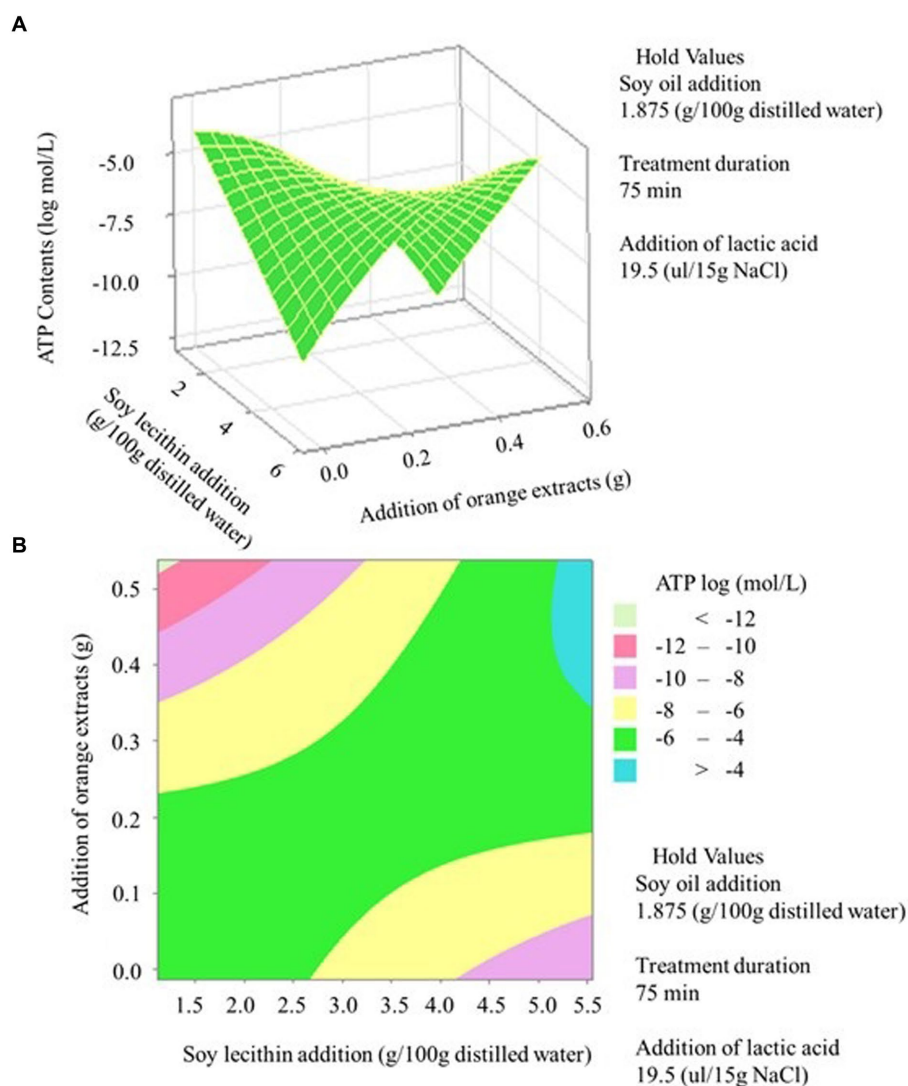 A
Hold Values
Soy oil addition
1.875 (g/100g distilled water)
Treatment duration
75 min
Addition of lactic acid
19.5 (ul/15g NaCl)
ATP Contents (log mol/L)
-5.0
-7.5
-10.0
-12.5
2
4
6
Soy lecithin addition
(g/100g distilled water)
0.0
0.2
0.4
0.6
Addition of orange extracts (g)
B
Addition of orange extracts (g)
0.5
0.4
0.3
0.2
0.1
0.0
1.5 2.0 2.5 3.0 3.5 4.0 4.5 5.0 5.5
Soy lecithin addition (g/100g distilled water)
ATP log (mol/L)
< -12
-12 – -10
-10 – -8
-8 – -6
-6 – -4
> -4
Hold Values
Soy oil addition
1.875 (g/100g distilled water)
Treatment duration
75 min
Addition of lactic acid
19.5 (ul/15g NaCl)